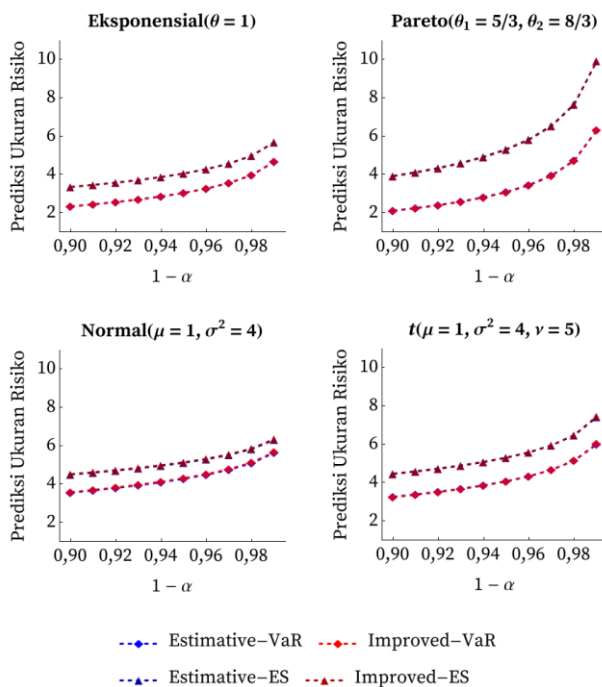 Eksponensial(θ = 1)
Prediksi Ukuran Risiko
10
8
6
4
2
0,90 0,92 0,94 0,96 0,98
1 − α
Pareto(θ₁ = 5/3, θ₂ = 8/3)
Prediksi Ukuran Risiko
10
8
6
4
2
0,90 0,92 0,94 0,96 0,98
1 − α
Normal(μ = 1, σ² = 4)
Prediksi Ukuran Risiko
10
8
6
4
2
0,90 0,92 0,94 0,96 0,98
1 − α
t(μ = 1, σ² = 4, ν = 5)
Prediksi Ukuran Risiko
10
8
6
4
2
0,90 0,92 0,94 0,96 0,98
1 − α
Estimative–VaR Improved–VaR
Estimative–ES Improved–ES